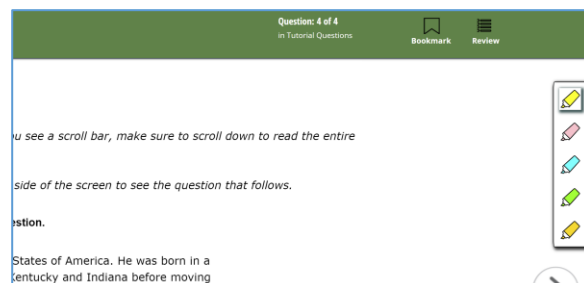 Question: 4 of 4
in Tutorial Questions
Bookmark
Review
u see a scroll bar, make sure to scroll down to read the entire
side of the screen to see the question that follows.
estion.
States of America. He was born in a
Kentucky and Indiana before moving